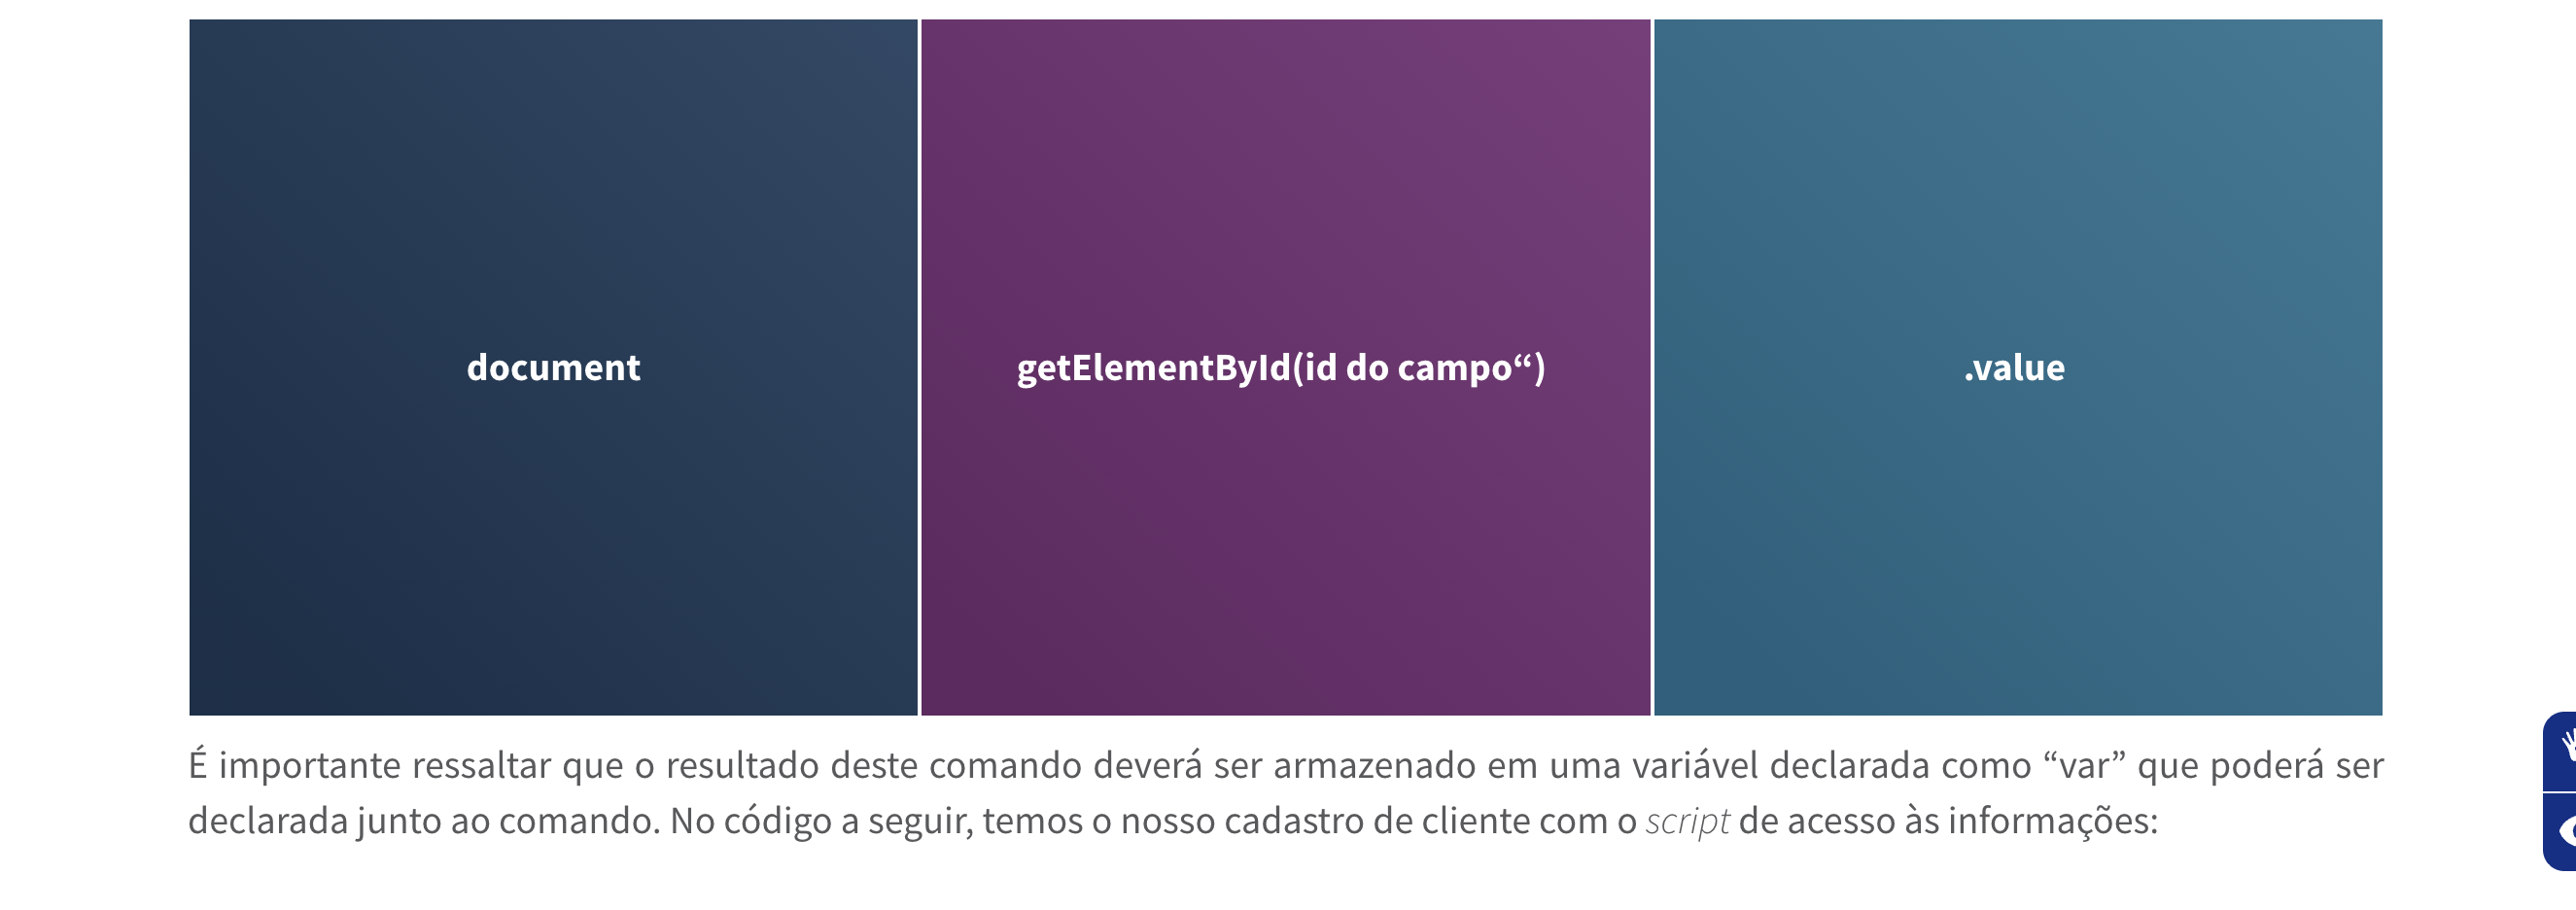 document
getElementById(id do campo“)
.value
É importante ressaltar que o resultado deste comando deverá ser armazenado em uma variável declarada como “var” que poderá ser
declarada junto ao comando. No código a seguir, temos o nosso cadastro de cliente com o script de acesso às informações: